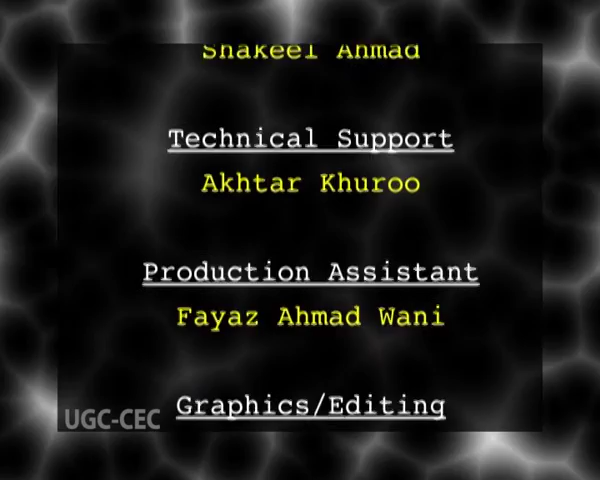 Shakeel Ahmad
Technical Support
Akhtar Khuroo
Production Assistant
Fayaz Ahmad Wani
Graphics/Editing
UGC-CEC